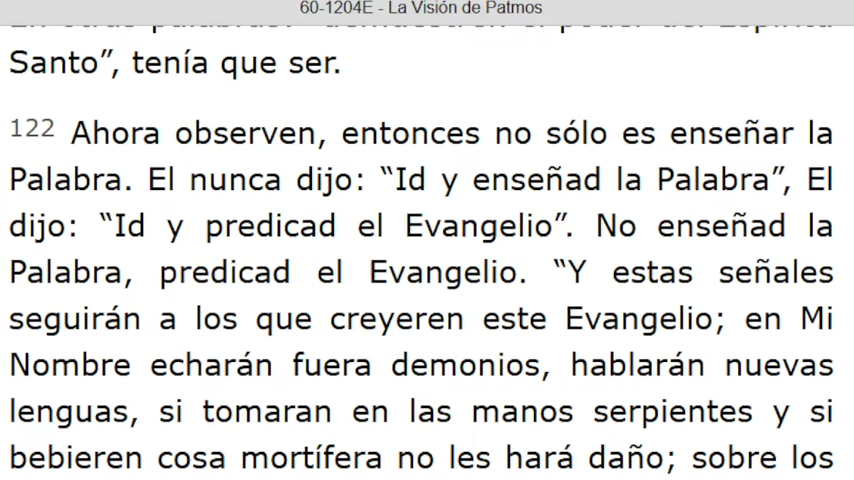 60-1204E - La Visión de Patmos
Santo”, tenía que ser.
122 Ahora observen, entonces no sólo es enseñar la
Palabra. El nunca dijo: “Id y enseñad la Palabra”, El
dijo: “Id y predicad el Evangelio”. No enseñad la
Palabra, predicad el Evangelio. “Y estas señales
seguirán a los que creyeren este Evangelio; en Mi
Nombre echarán fuera demonios, hablarán nuevas
lenguas, si tomaran en las manos serpientes y si
bebieren cosa mortífera no les hará daño; sobre los